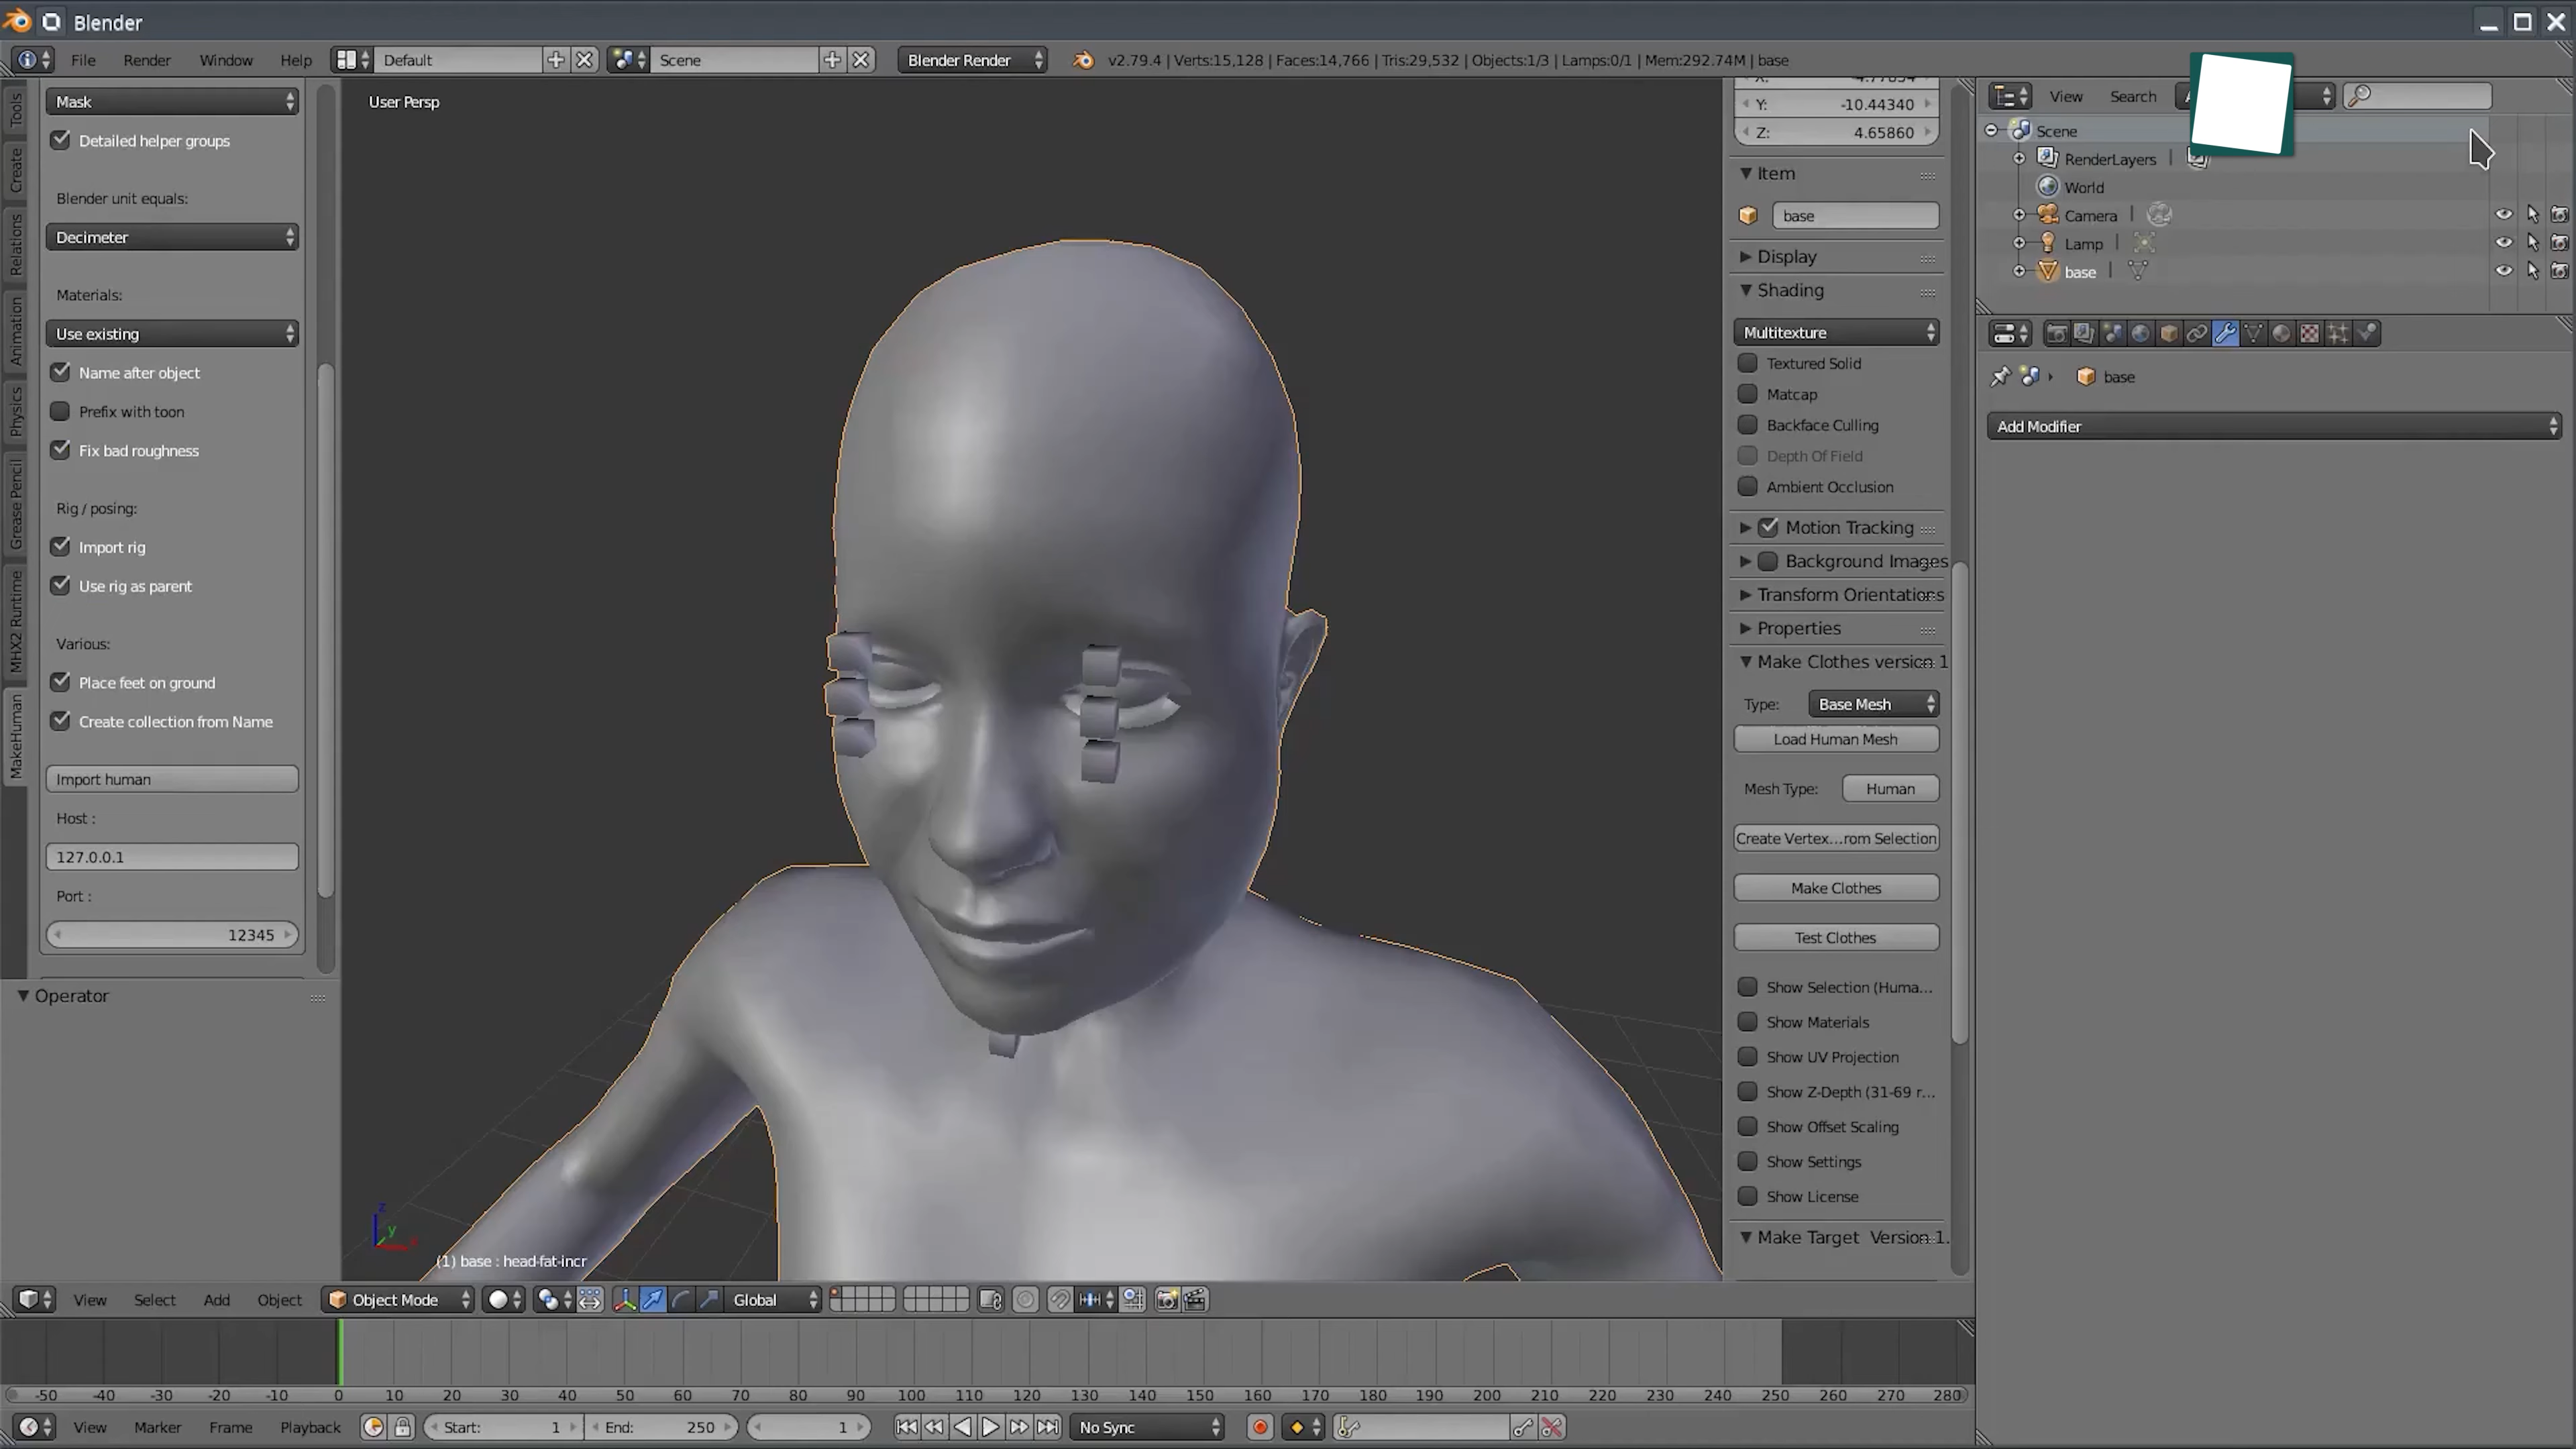 Blender
File Render Window Help Default Scene Blender Render v2.79.4 | Verts:15,128 | Faces:14,766 | Tris:29,532 | Objects:1/3 | Lamps:0/1 | Mem:292.74M | base
Tools
Create
Relations
Animation
Physics
Grease Pencil
MHX2 Runtime
MakeHuman
Mask
Detailed helper groups
Blender unit equals:
Decimeter
Materials:
Use existing
Name after object
Prefix with toon
Fix bad roughness
Rig / posing:
Import rig
Use rig as parent
Various:
Place feet on ground
Create collection from Name
Import human
Host :
127.0.0.1
Port :
12345
Operator
User Persp
z
y
x
(1) base : head-fat-incr
Y: -10.44340
Z: 4.65860
Item
base
Display
Shading
Multitexture
Textured Solid
Matcap
Backface Culling
Depth Of Field
Ambient Occlusion
Motion Tracking
Background Images
Transform Orientations
Properties
Make Clothes version 1
Type: Base Mesh
Load Human Mesh
Mesh Type: Human
Create Vertex...rom Selection
Make Clothes
Test Clothes
Show Selection (Huma...
Show Materials
Show UV Projection
Show Z-Depth (31-69 r...
Show Offset Scaling
Show Settings
Show License
Make Target Version 1.
View Search
Scene
RenderLayers |
World
Camera |
Lamp |
base |
base
Add Modifier
View Select Add Object Object Mode Global
-50 -40 -30 -20 -10 0 10 20 30 40 50 60 70 80 90 100 110 120 130 140 150 160 170 180 190 200 210 220 230 240 250 260 270 280
View Marker Frame Playback Start: 1 End: 250 1 No Sync